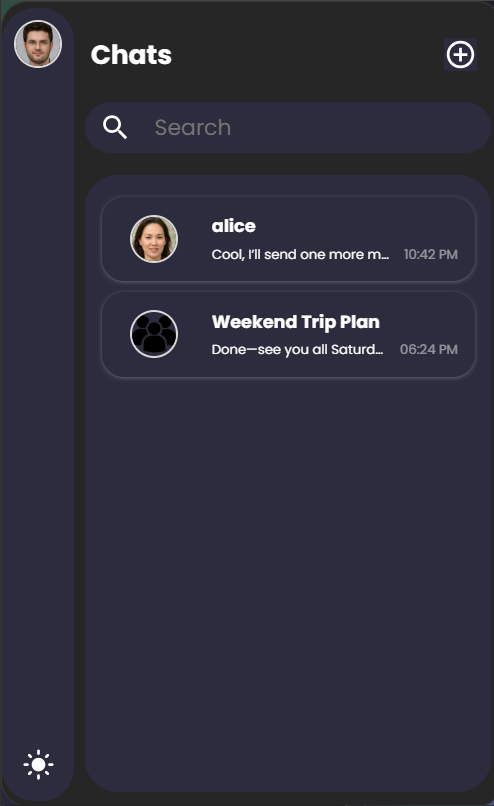 Chats
Search
alice
Cool, I'll send one more m... 10:42 PM
Weekend Trip Plan
Done—see you all Saturd... 06:24 PM